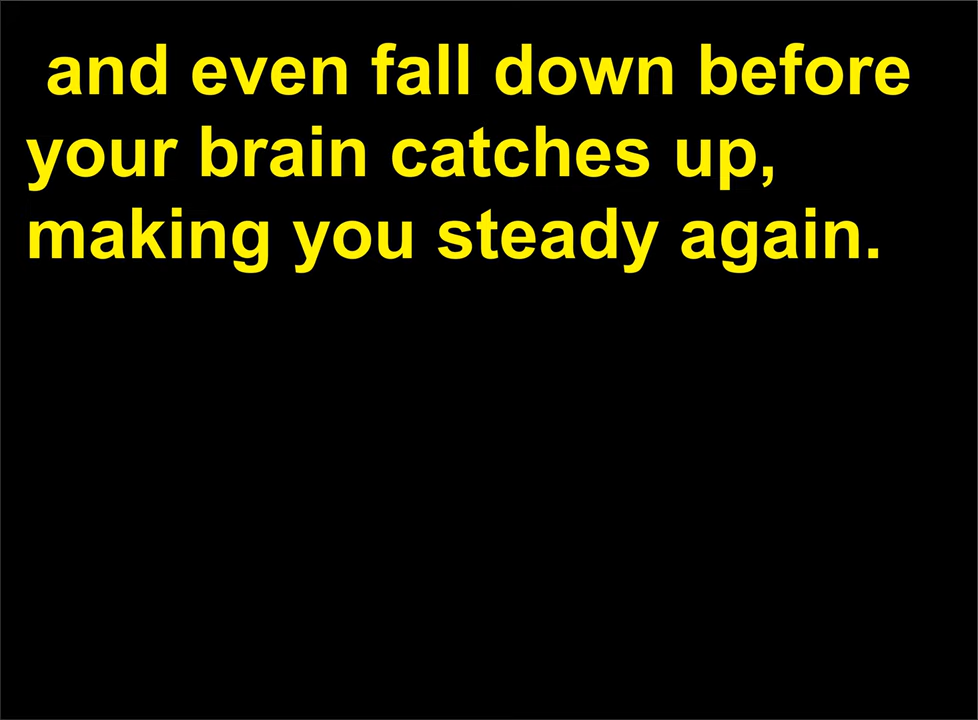 and even fall down before
your brain catches up,
making you steady again.